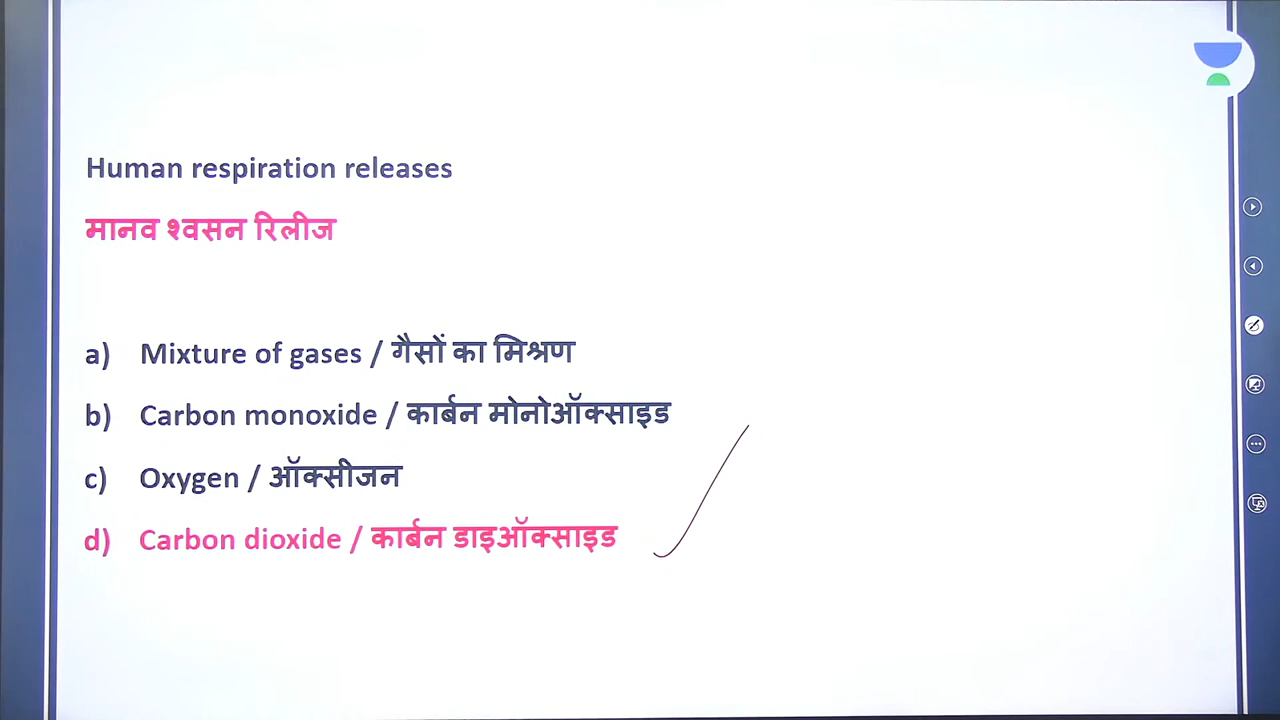 Human respiration releases
मानव श्वसन रिलीज
a) Mixture of gases / गैसों का मिश्रण
b) Carbon monoxide / कार्बन मोनोऑक्साइड
c) Oxygen / ऑक्सीजन
d) Carbon dioxide / कार्बन डाइऑक्साइड